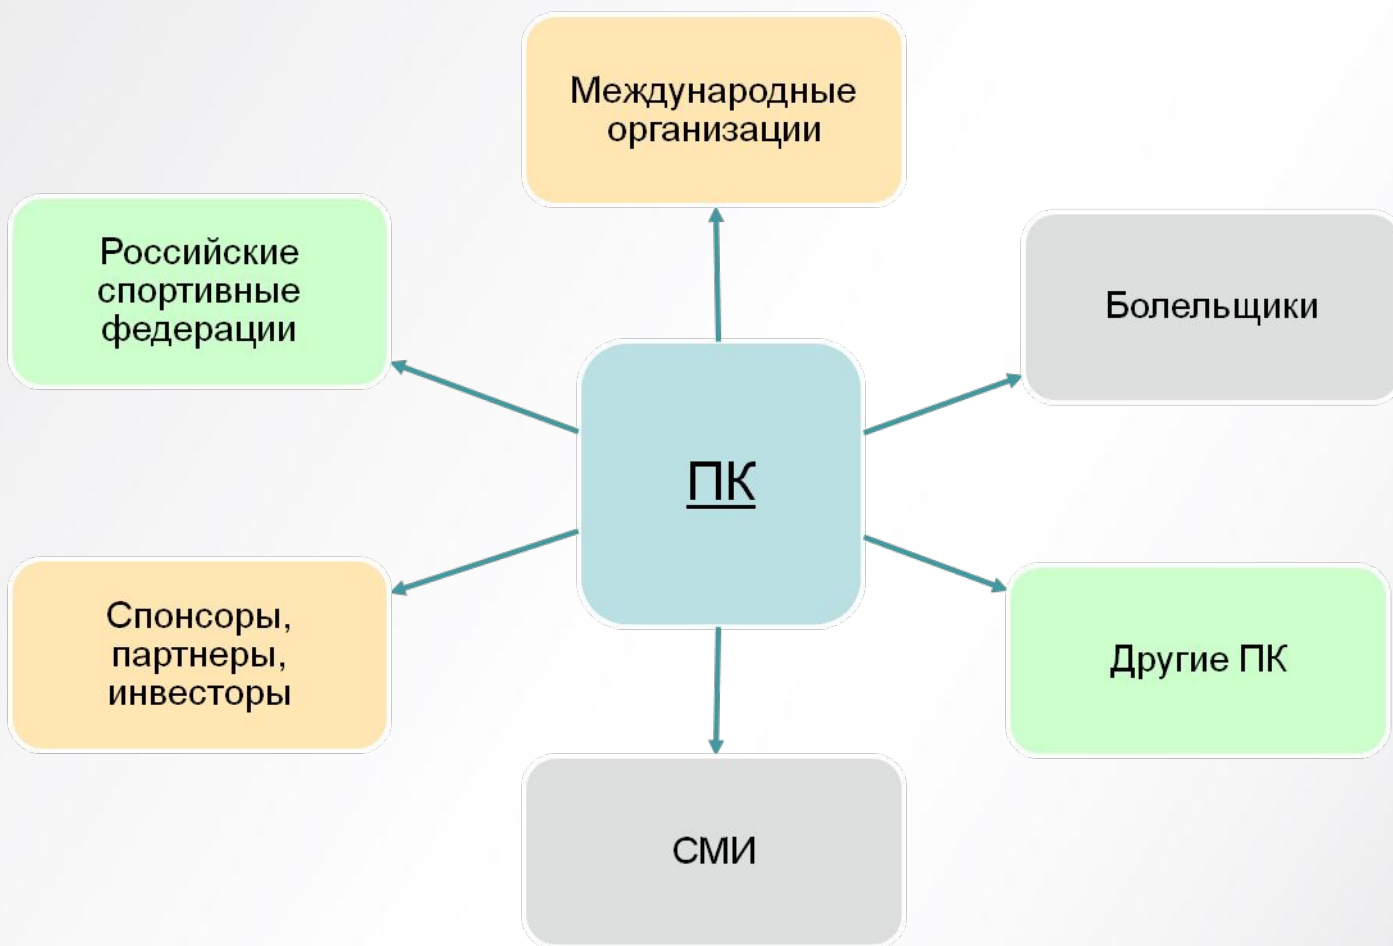 Международные
организации
Российские
спортивные
федерации
Болельщики
ПК
Спонсоры,
партнеры,
инвесторы
Другие ПК
СМИ